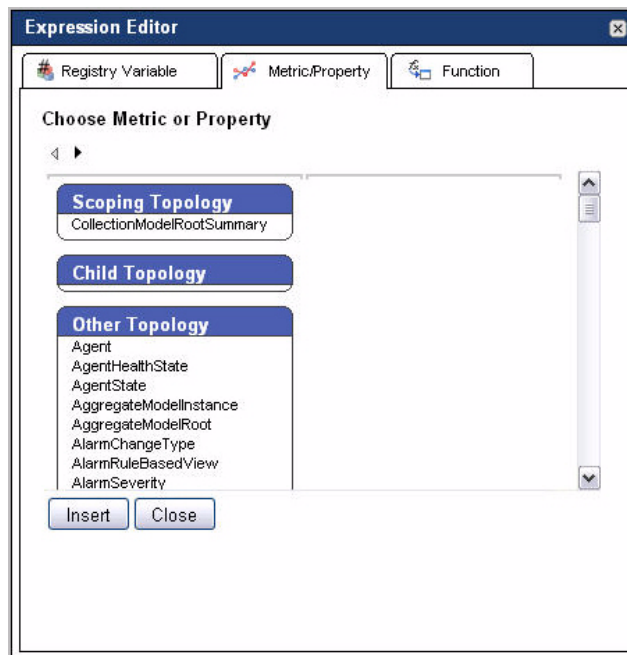 Expression Editor
Registry Variable
Metric/Property
Function
Choose Metric or Property
Scoping Topology
CollectionModelRootSummary
Child Topology
Other Topology
Agent
AgentHealthState
AgentState
AggregateModelInstance
AggregateModelRoot
AlarmChangeType
AlarmRuleBasedView
AlarmSeverity
Insert
Close